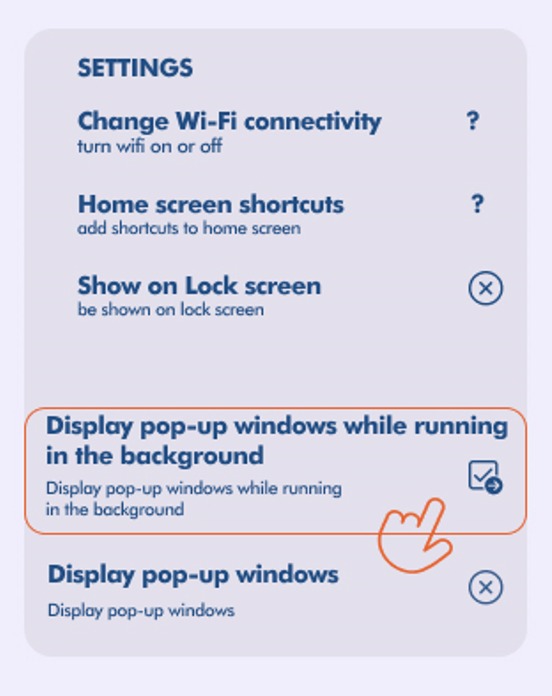 SETTINGS
Change Wi-Fi connectivity ?
turn wifi on or off
Home screen shortcuts ?
add shortcuts to home screen
Show on Lock screen
be shown on lock screen
Display pop-up windows while running
in the background
Display pop-up windows while running
in the background
Display pop-up windows
Display pop-up windows